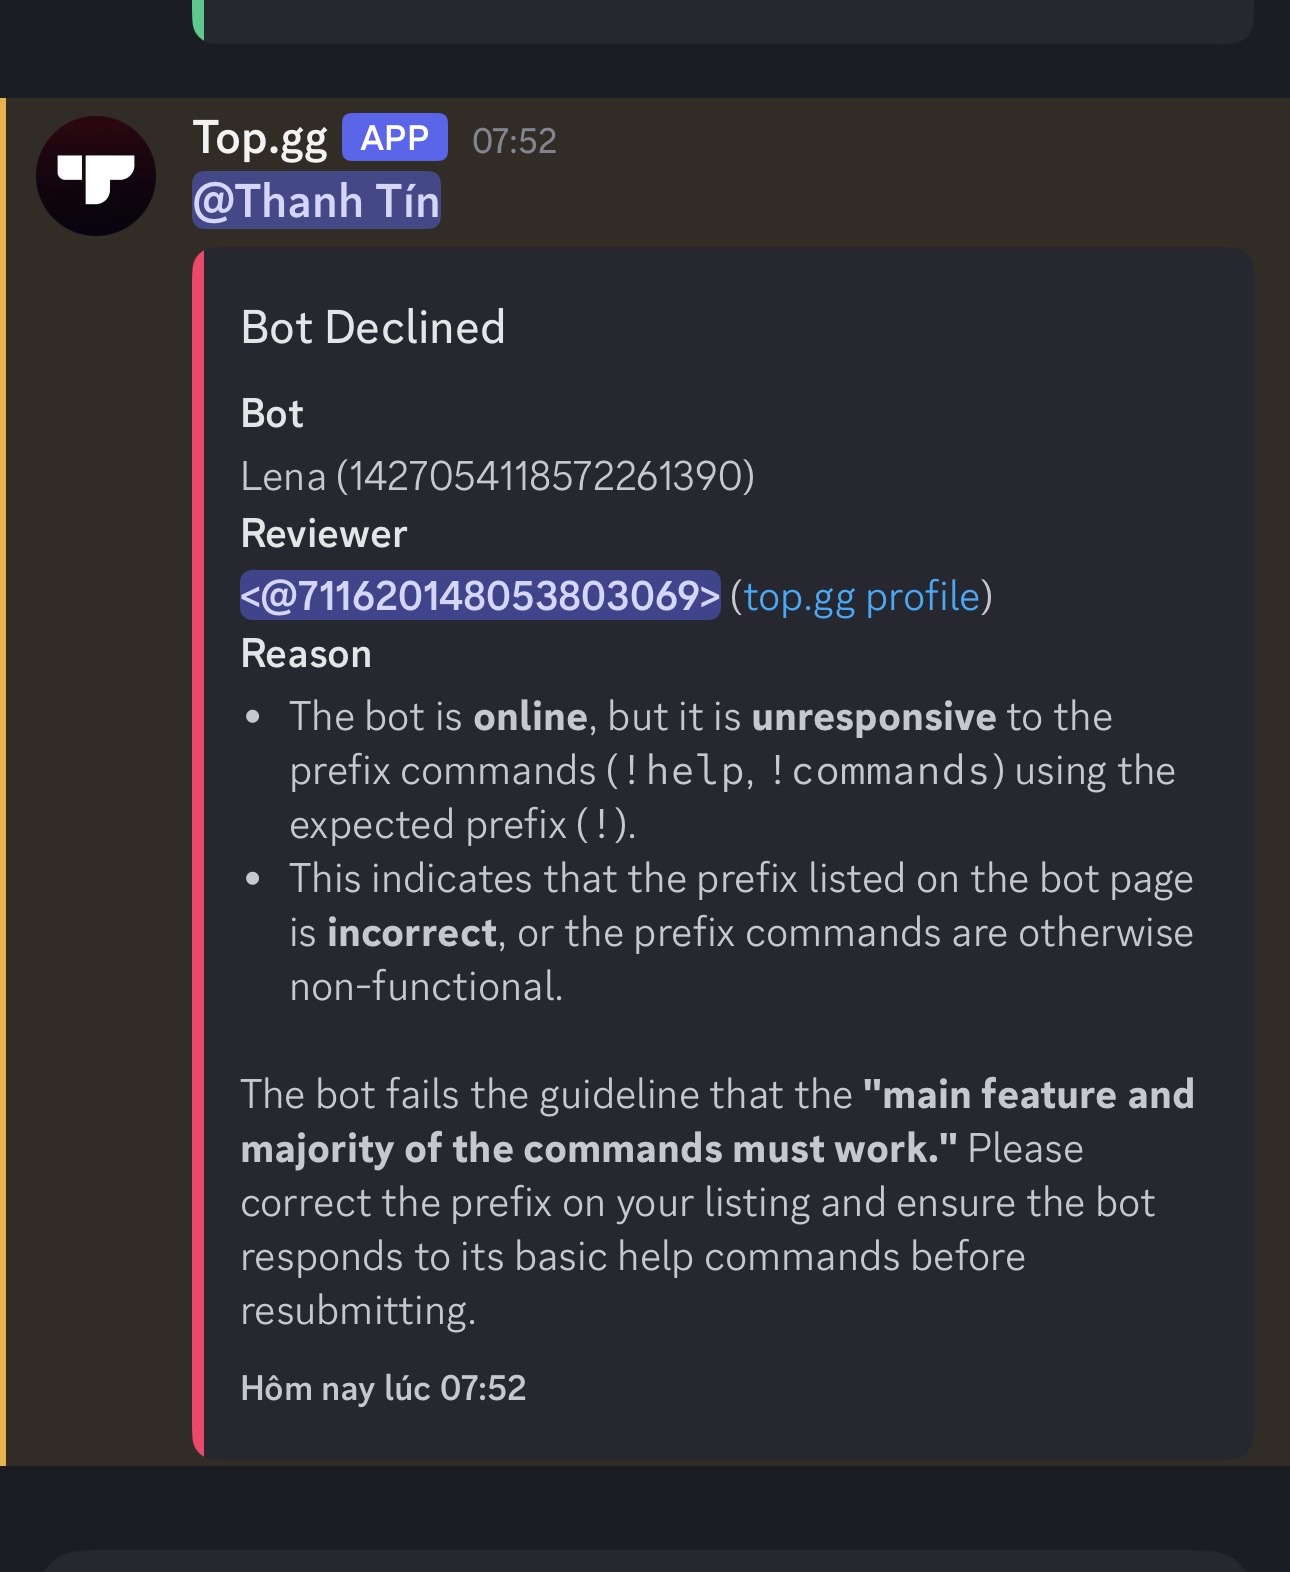 Top.gg APP 07:52
@Thanh Tín
Bot Declined
Bot
Lena (1427054118572261390)
Reviewer
<@711620148053803069> (top.gg profile)
Reason
• The bot is online, but it is unresponsive to the
prefix commands (!help, !commands) using the
expected prefix (!).
• This indicates that the prefix listed on the bot page
is incorrect, or the prefix commands are otherwise
non-functional.
The bot fails the guideline that the "main feature and
majority of the commands must work." Please
correct the prefix on your listing and ensure the bot
responds to its basic help commands before
resubmitting.
Hôm nay lúc 07:52